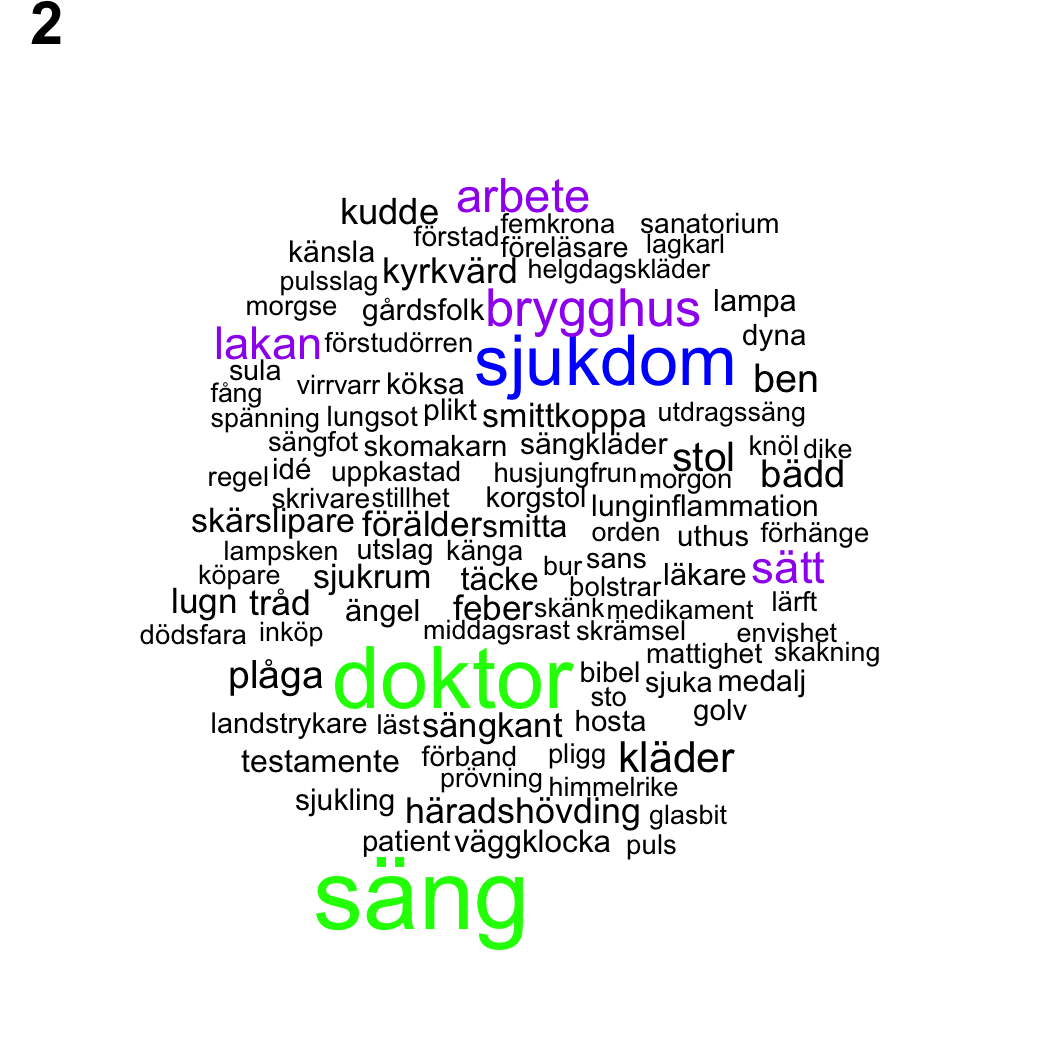 2
arbete
kudde
femkrona sanatorium
förstad föreläsare lagkarl
känsla
kyrkvärd helgdagskläder
pulsslag
morgse gårdsfolk brygghus lampa
lakan förstudörren dyna
sjukdom
sula ben
virrvarr köksa
fång
spänning lungsot plikt smittkoppa utdragssäng
sängfot skomakarn sängkläder stol knöl dike
regel idé uppkastad husjungfrun morgon bädd
skrivare stillhet korgstol lunginflammation
skärslipare förälder smitta orden uthus förhänge
lampsken utslag känga bur sans
köpare sjukrum täcke bolstrar läkare sätt
lugn tråd ängel feber skänk medikament lärft
dödsfara inköp middagsrast skrämsel envishet
mattighet skakning
plåga doktor bibel sjuka medalj
sto
golv
landstrykare läst sängkant hosta
testamente förband pligg kläder
prövning himmelrike
sjukling häradshövding glasbit
patient väggklocka puls
säng